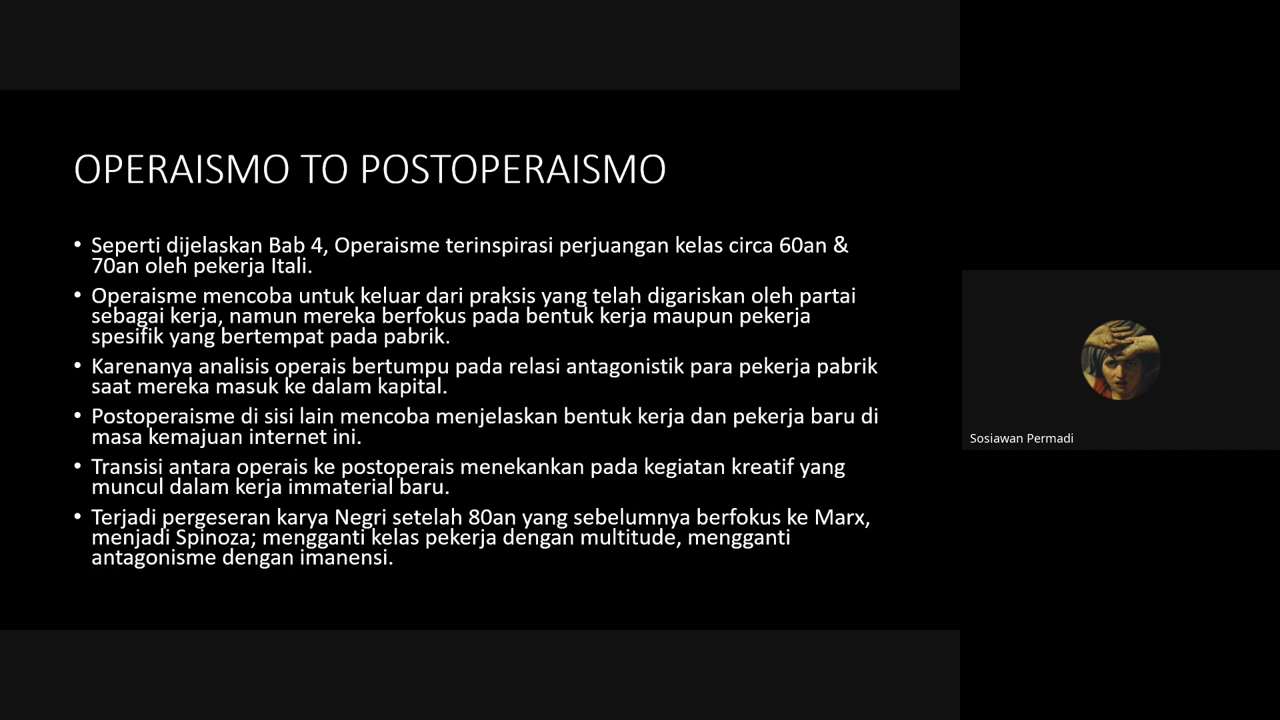 OPERAISMO TO POSTOPERAISMO
• Seperti dijelaskan Bab 4, Operaisme terinspirasi perjuangan kelas circa 60an &
70an oleh pekerja Itali.
• Operaisme mencoba untuk keluar dari praksis yang telah digariskan oleh partai
sebagai kerja, namun mereka berfokus pada bentuk kerja maupun pekerja
spesifik yang bertempat pada pabrik.
• Karenanya analisis operais bertumpu pada relasi antagonistik para pekerja pabrik
saat mereka masuk ke dalam kapital.
• Postoperaisme di sisi lain mencoba menjelaskan bentuk kerja dan pekerja baru di
masa kemajuan internet ini.
• Transisi antara operais ke postoperais menekankan pada kegiatan kreatif yang
muncul dalam kerja immaterial baru.
• Terjadi pergeseran karya Negri setelah 80an yang sebelumnya berfokus ke Marx,
menjadi Spinoza; mengganti kelas pekerja dengan multitude, mengganti
antagonisme dengan imanensi.
Sosiawan Permadi